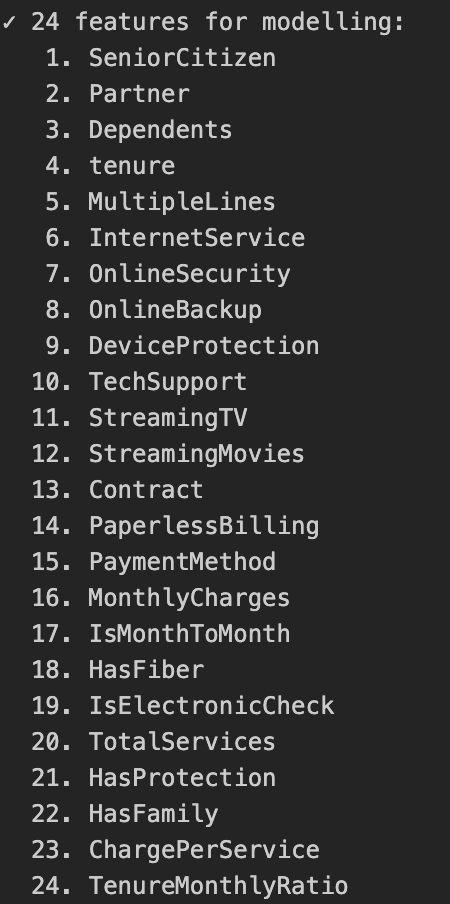 ✓ 24 features for modelling:
1. SeniorCitizen
2. Partner
3. Dependents
4. tenure
5. MultipleLines
6. InternetService
7. OnlineSecurity
8. OnlineBackup
9. DeviceProtection
10. TechSupport
11. StreamingTV
12. StreamingMovies
13. Contract
14. PaperlessBilling
15. PaymentMethod
16. MonthlyCharges
17. IsMonthToMonth
18. HasFiber
19. IsElectronicCheck
20. TotalServices
21. HasProtection
22. HasFamily
23. ChargePerService
24. TenureMonthlyRatio